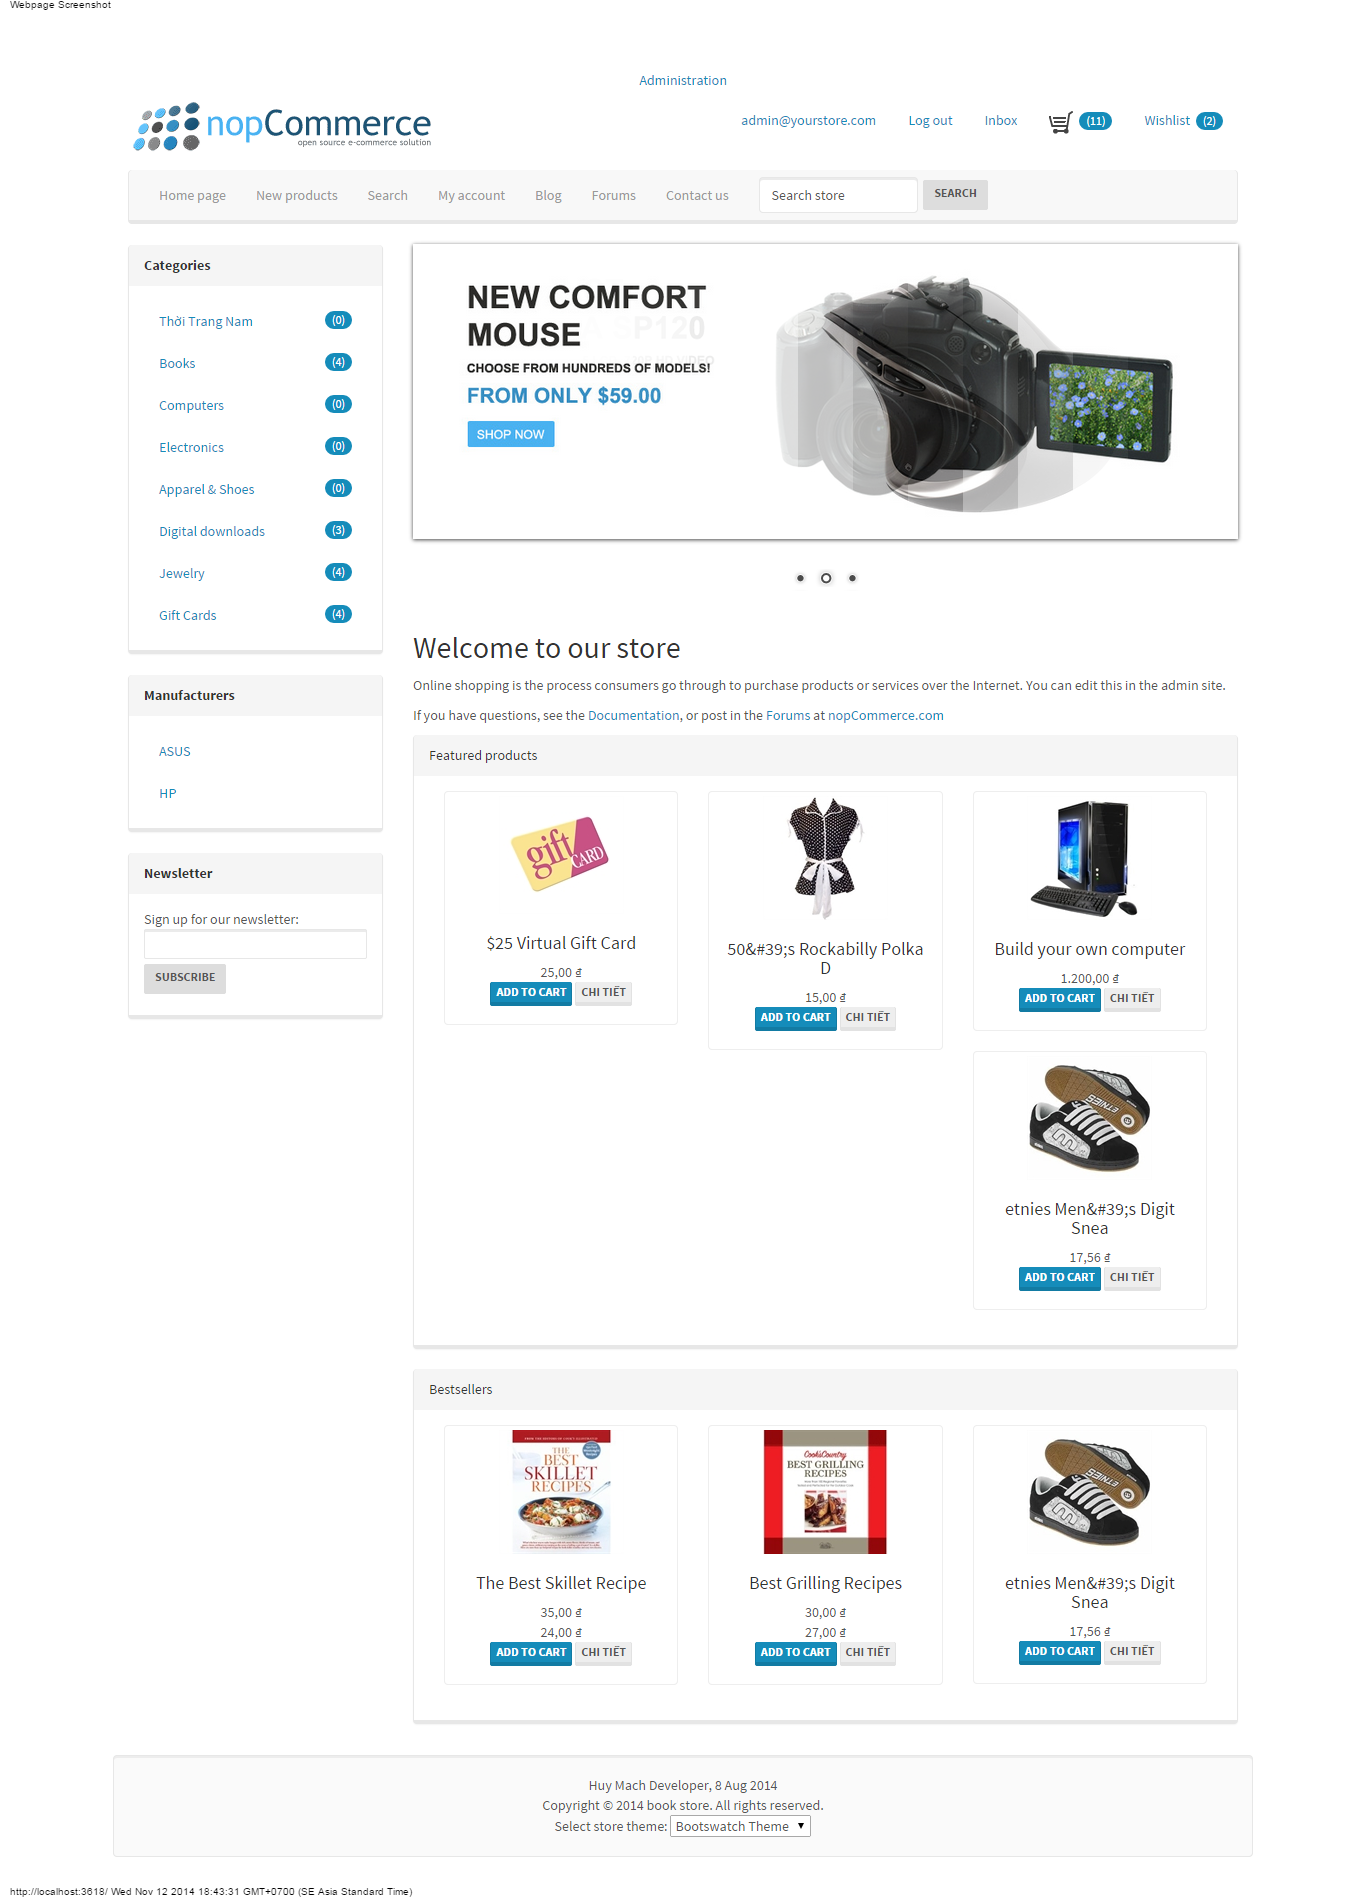 Webpage Screenshot
Administration
nopCommerce
open source e-commerce solution
admin@yourstore.com Log out Inbox (11) Wishlist (2)
Home page New products Search My account Blog Forums Contact us Search store SEARCH
Categories
Thời Trang Nam (0)
Books (4)
Computers (0)
Electronics (0)
Apparel & Shoes (0)
Digital downloads (3)
Jewelry (4)
Gift Cards (4)
Manufacturers
ASUS
HP
Newsletter
Sign up for our newsletter:
SUBSCRIBE
NEW COMFORT
MOUSE
CHOOSE FROM HUNDREDS OF MODELS!
FROM ONLY $59.00
SHOP NOW
Welcome to our store
Online shopping is the process consumers go through to purchase products or services over the Internet. You can edit this in the admin site.
If you have questions, see the Documentation, or post in the Forums at nopCommerce.com
Featured products
gift CARD
$25 Virtual Gift Card
25,00 ₫
ADD TO CART CHI TIẾT
50&#39;s Rockabilly Polka
D
15,00 ₫
ADD TO CART CHI TIẾT
Build your own computer
1.200,00 ₫
ADD TO CART CHI TIẾT
ETNIES
etnies Men&#39;s Digit
Snea
17,56 ₫
ADD TO CART CHI TIẾT
Bestsellers
THE
BEST
SKILLET
RECIPES
The Best Skillet Recipe
35,00 ₫
24,00 ₫
ADD TO CART CHI TIẾT
Cook'sCountry
BEST GRILLING
RECIPES
Best Grilling Recipes
30,00 ₫
27,00 ₫
ADD TO CART CHI TIẾT
ETNIES
etnies Men&#39;s Digit
Snea
17,56 ₫
ADD TO CART CHI TIẾT
Huy Mach Developer, 8 Aug 2014
Copyright © 2014 book store. All rights reserved.
Select store theme: Bootswatch Theme
http://localhost:3618/ Wed Nov 12 2014 18:43:31 GMT+0700 (SE Asia Standard Time)